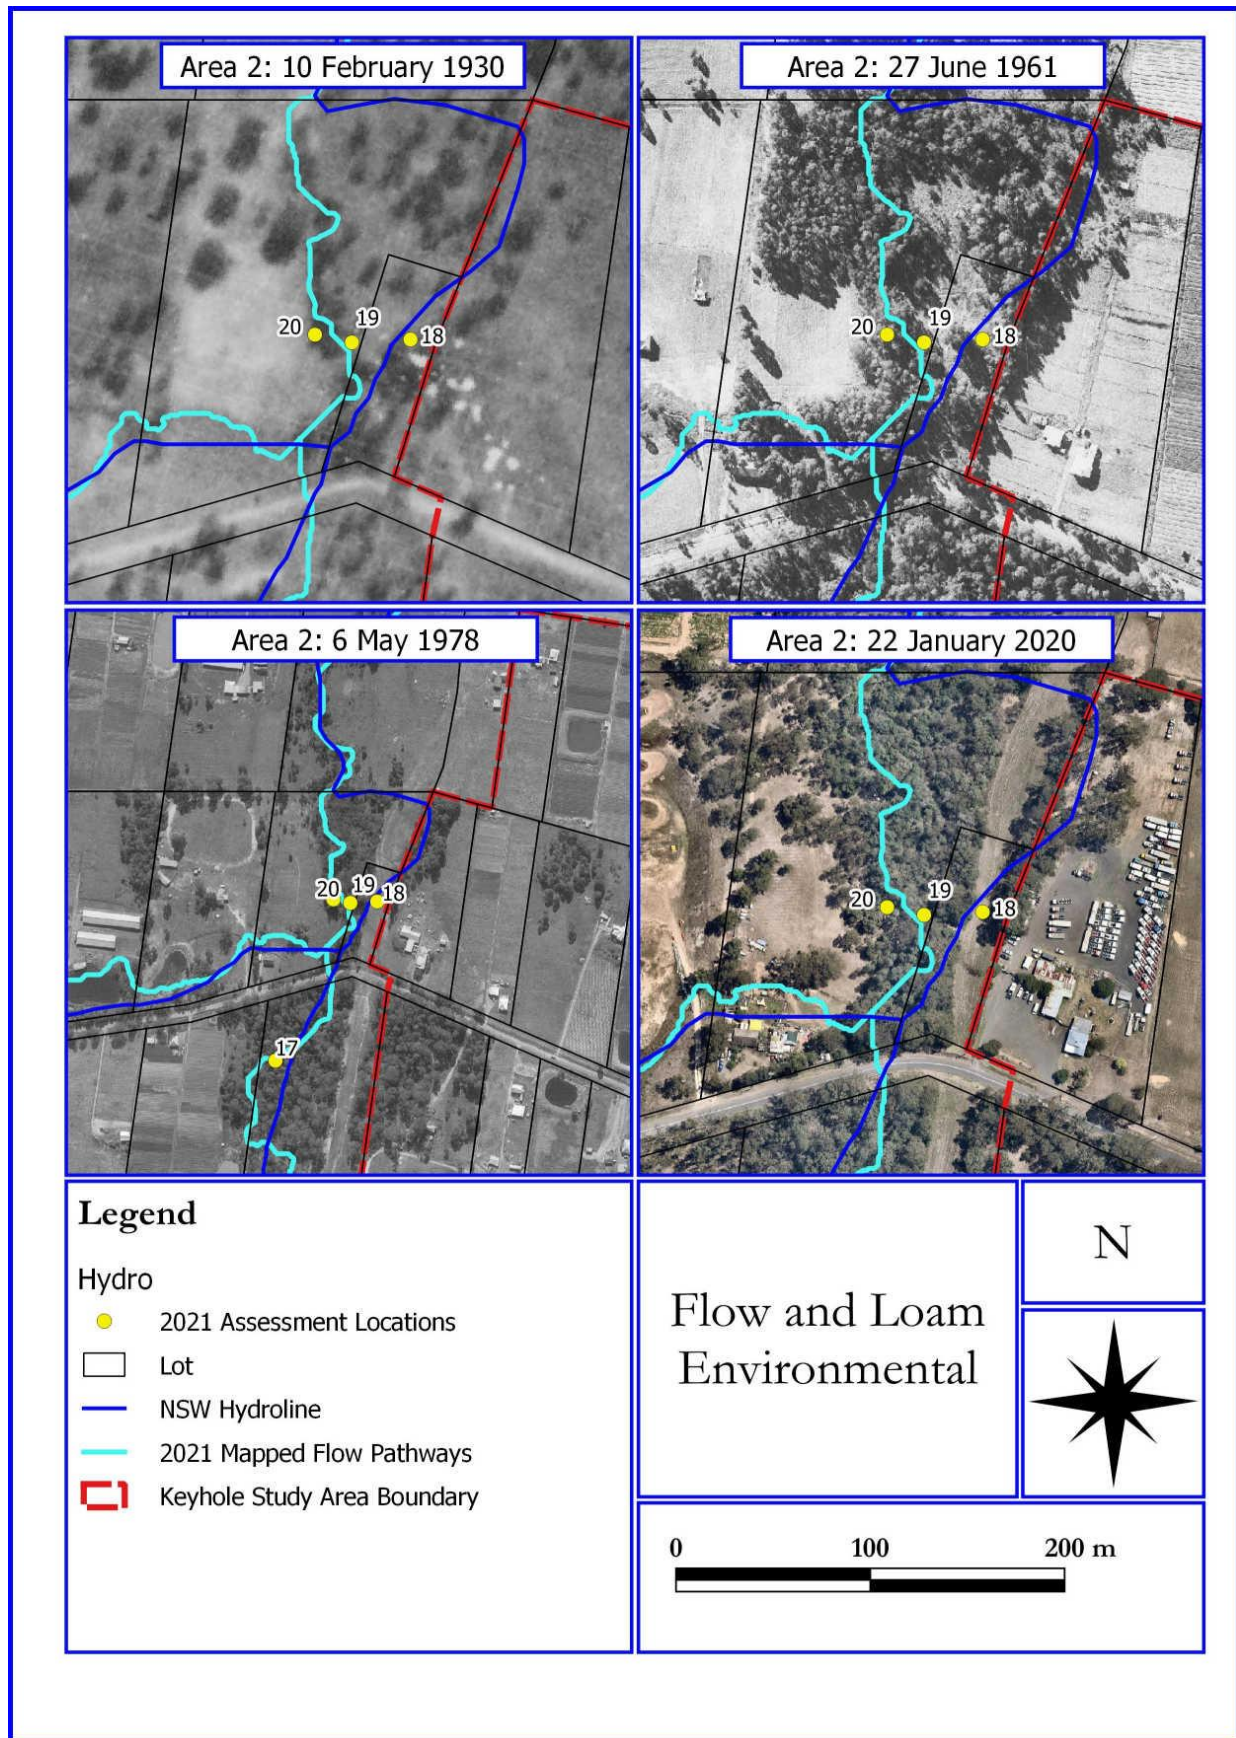 Area 2: 10 February 1930
20
19
18
Area 2: 27 June 1961
20
19
18
Area 2: 6 May 1978
20
19
18
17
Area 2: 22 January 2020
20
19
18
Legend
Hydro
2021 Assessment Locations
Lot
NSW Hydroline
2021 Mapped Flow Pathways
Keyhole Study Area Boundary
Flow and Loam
Environmental
N
0 100 200 m